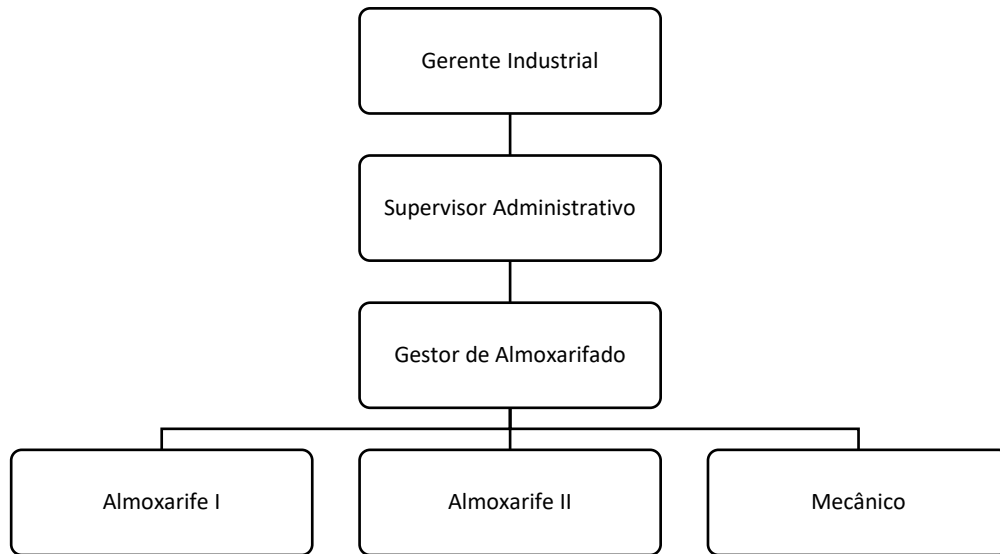 Gerente Industrial
Supervisor Administrativo
Gestor de Almoxarifado
Almoxarife I
Almoxarife II
Mecânico